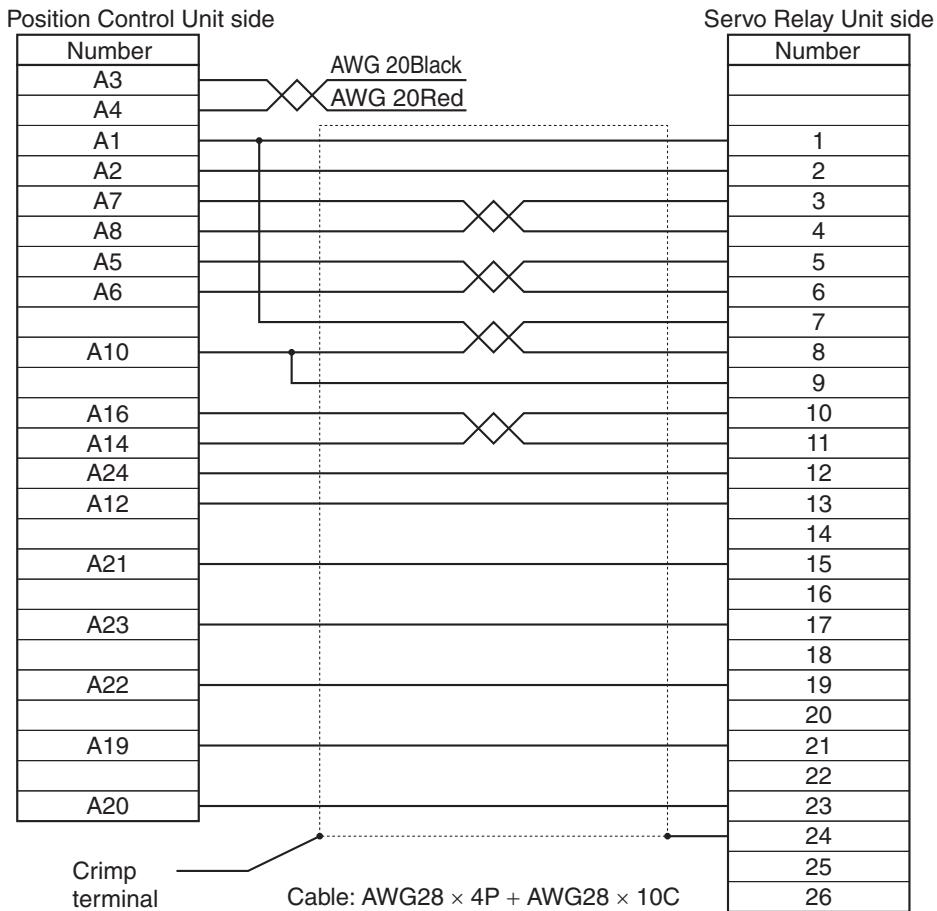 Position Control Unit side Servo Relay Unit side
Number Number
A3 AWG 20Black
A4 AWG 20Red
A1 1
A2 2
A7 3
A8 4
A5 5
A6 6
7
A10 8
9
A16 10
A14 11
A24 12
A12 13
14
A21 15
16
A23 17
18
A22 19
20
A19 21
22
A20 23
24
Crimp 25
terminal Cable: AWG28 × 4P + AWG28 × 10C 26